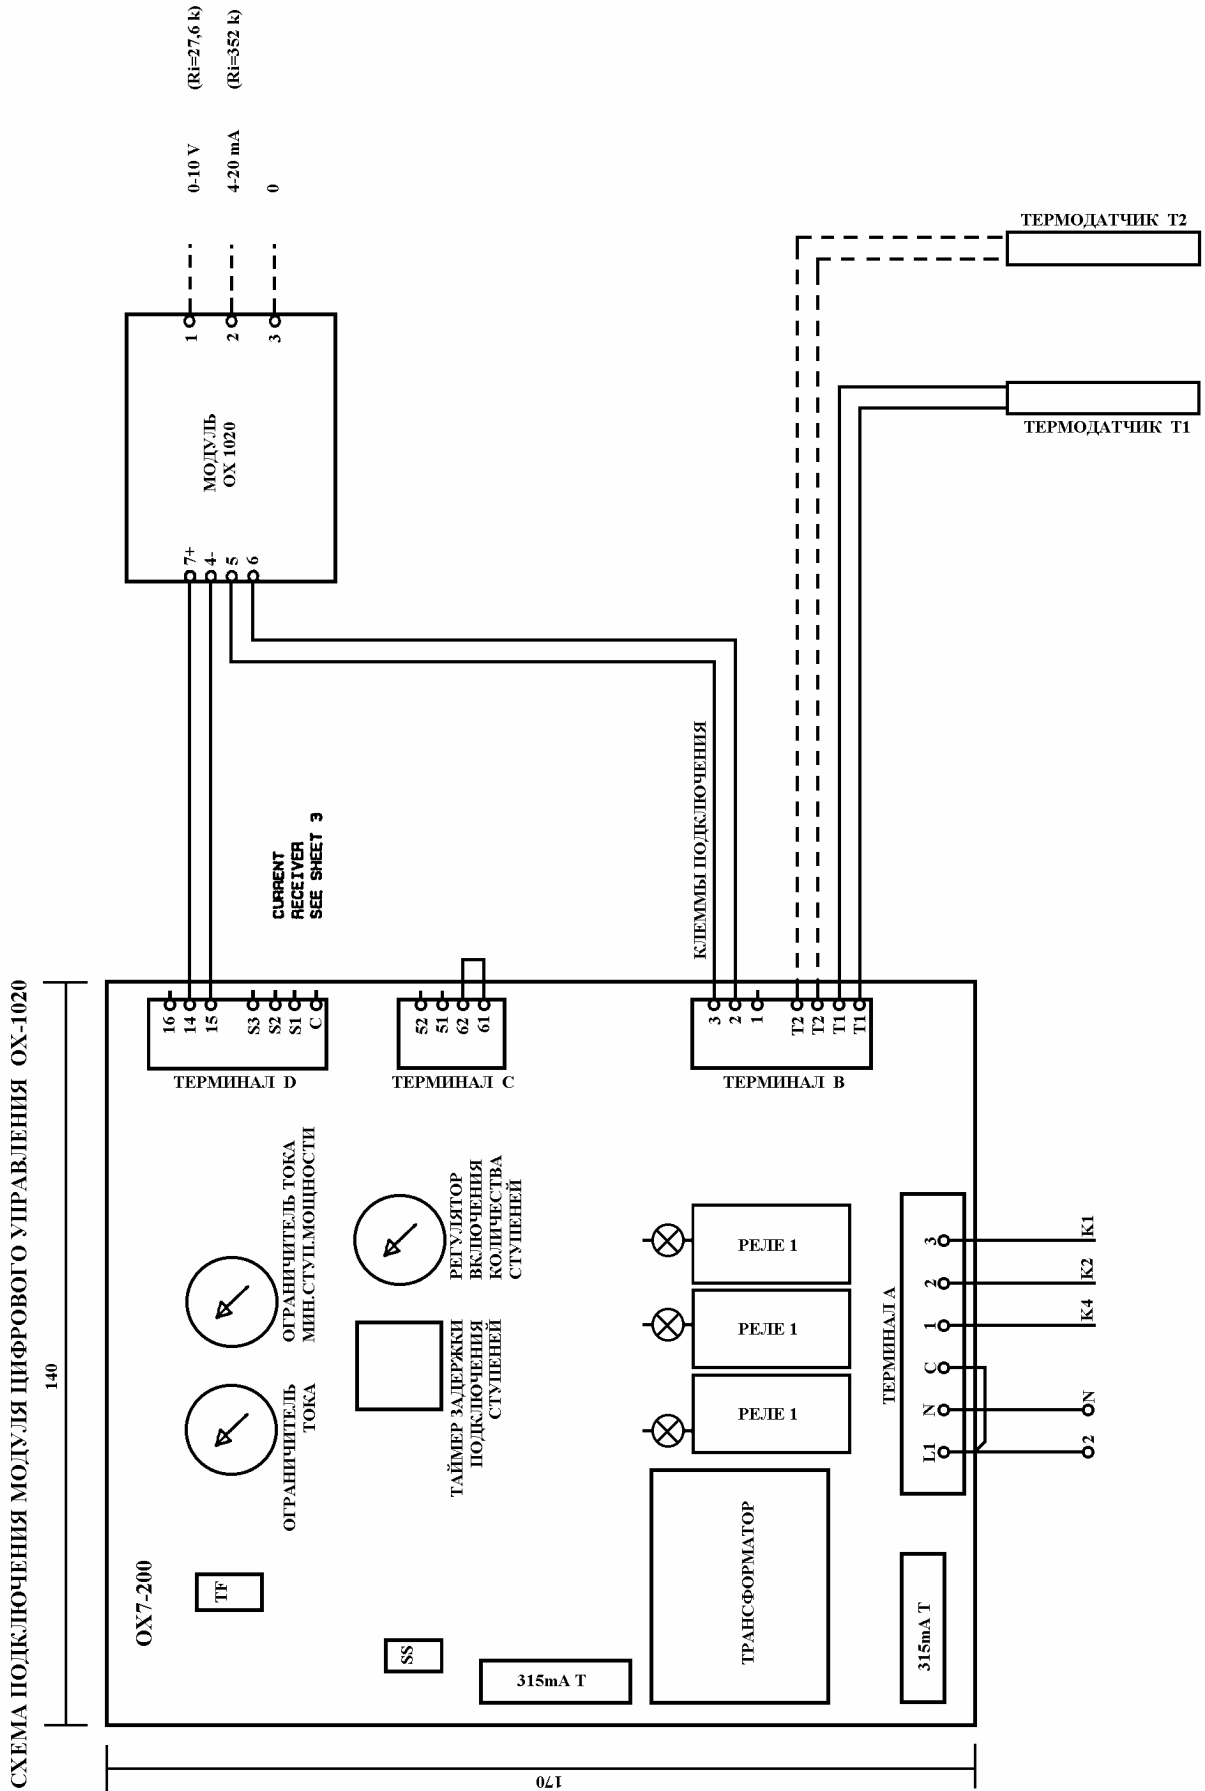 СХЕМА ПОДКЛЮЧЕНИЯ МОДУЛЯ ЦИФРОВОГО УПРАВЛЕНИЯ OX-1020
140
170
OX7-200
TF
SS
315mA T
315mA T
ТРАНСФОРМАТОР
ОГРАНИЧИТЕЛЬ
ТОКА
ОГРАНИЧИТЕЛЬ ТОКА
МИН.СТУП.МОЩНОСТИ
ТАЙМЕР ЗАДЕРЖКИ
ПОДКЛЮЧЕНИЯ
СТУПЕНЕЙ
РЕГУЛЯТОР
ВКЛЮЧЕНИЯ
КОЛИЧЕСТВА
СТУПЕНЕЙ
РЕЛЕ 1
РЕЛЕ 1
РЕЛЕ 1
ТЕРМИНАЛ A
L1
N
C
1
2
3
2
N
K4
K2
K1
ТЕРМИНАЛ D
16
14
15
S3
S2
S1
C
ТЕРМИНАЛ C
52
51
62
61
ТЕРМИНАЛ B
3
2
1
T2
T2
T1
T1
CURRENT
RECEIVER
SEE SHEET 3
КЛЕММЫ ПОДКЛЮЧЕНИЯ
7+
4-
5
6
МОДУЛЬ
OX 1020
1
2
3
0-10 V (Ri=27,6 k)
4-20 mA (Ri=352 k)
0
ТЕРМОДАТЧИК T2
ТЕРМОДАТЧИК T1